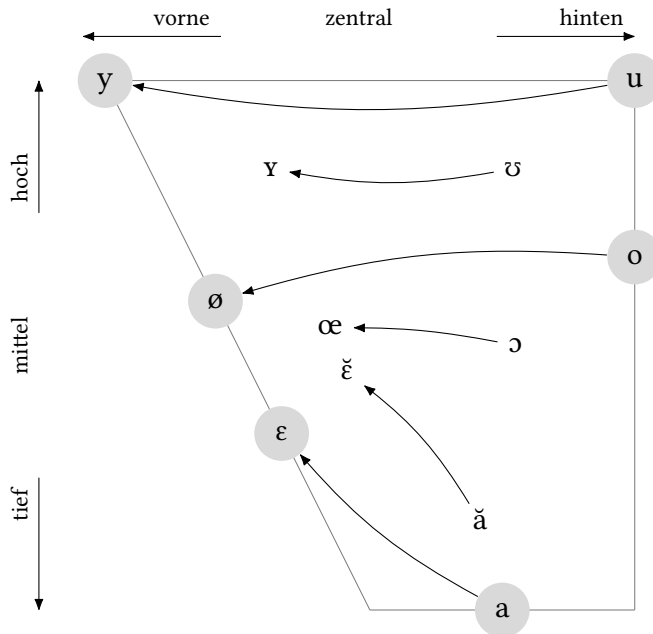 vorne zentral hinten
y u
hoch
ʏ ʊ
o
ø
mittel
œ ɔ
ɛ̆
ɛ
tief
ă
a